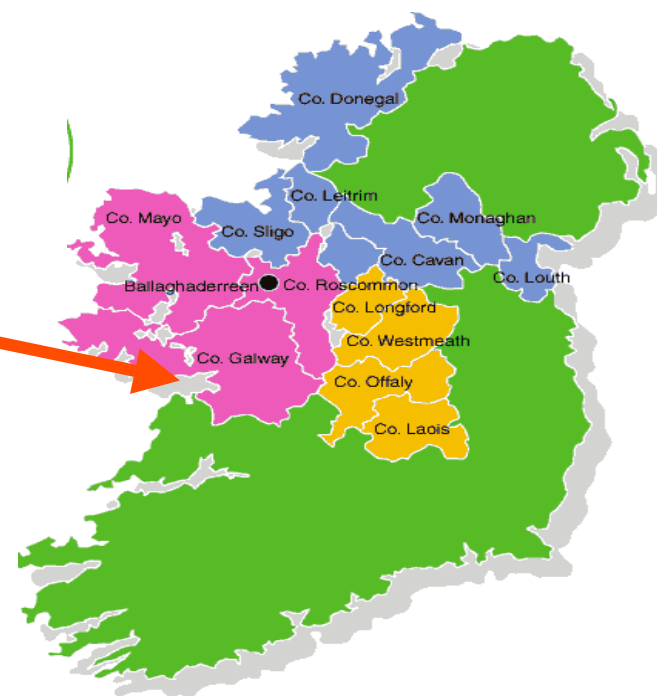 Co. Donegal
Co. Leitrim
Co. Mayo
Co. Monaghan
Co. Sligo
Co. Cavan
Co. Louth
Ballaghaderreen
Co. Roscommon
Co. Longford
Co. Westmeath
Co. Galway
Co. Offaly
Co. Laois